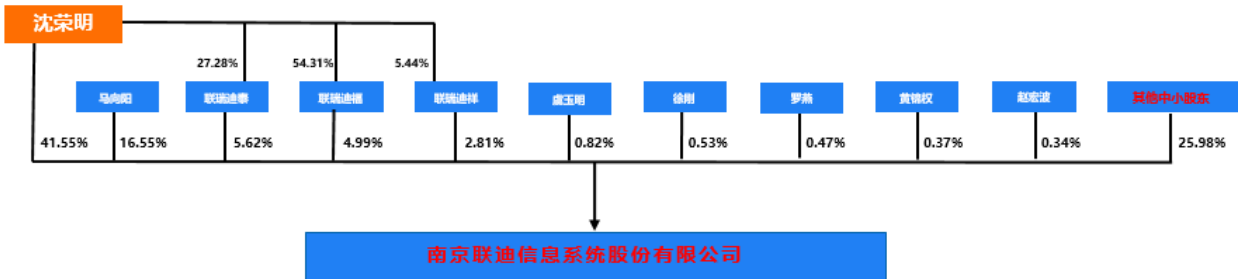 沈荣明
27.28%
54.31%
5.44%
马向阳
联瑞迪泰
联瑞迪福
联瑞迪祥
虞玉明
徐刚
罗燕
黄锦权
赵宏波
其他中小股东
41.55%
16.55%
5.62%
4.99%
2.81%
0.82%
0.53%
0.47%
0.37%
0.34%
25.98%
南京联迪信息系统股份有限公司